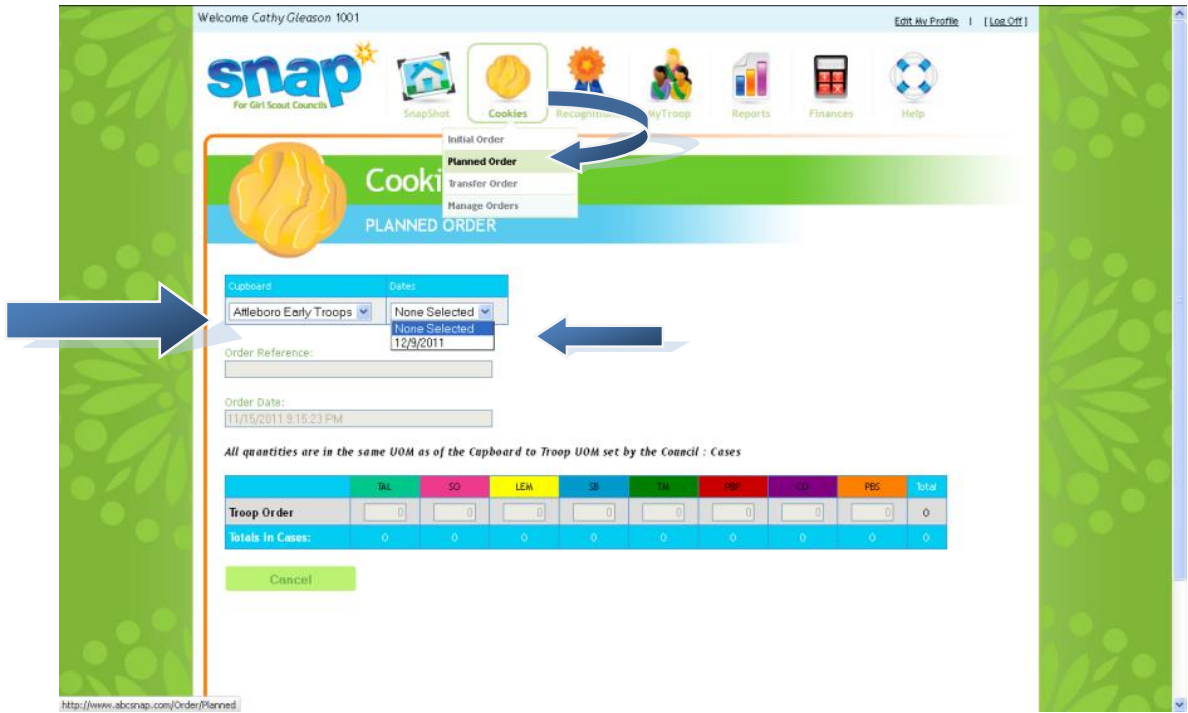 Welcome Cathy Gleason 1001
Edit My Profile | [ Log Off ]
snap
For Girl Scout Councils
SnapShot Cookies MyTroop Reports Finances Help
Initial Order
Planned Order
Transfer Order
Manage Orders
PLANNED ORDER
Cupboard Dates
Attleboro Early Troops None Selected
None Selected
12/9/2011
Order Reference:
Order Date:
11/15/2011 9:15:23 PM
All quantities are in the same UOM as of the Cupboard to Troop UOM set by the Council : Cases
TAL SO LEM SB TM PBP CD PBS Total
Troop Order 0 0 0 0 0 0 0 0 0
Totals in Cases: 0 0 0 0 0 0 0 0 0
Cancel
http://www.abcsnap.com/Order/Planned